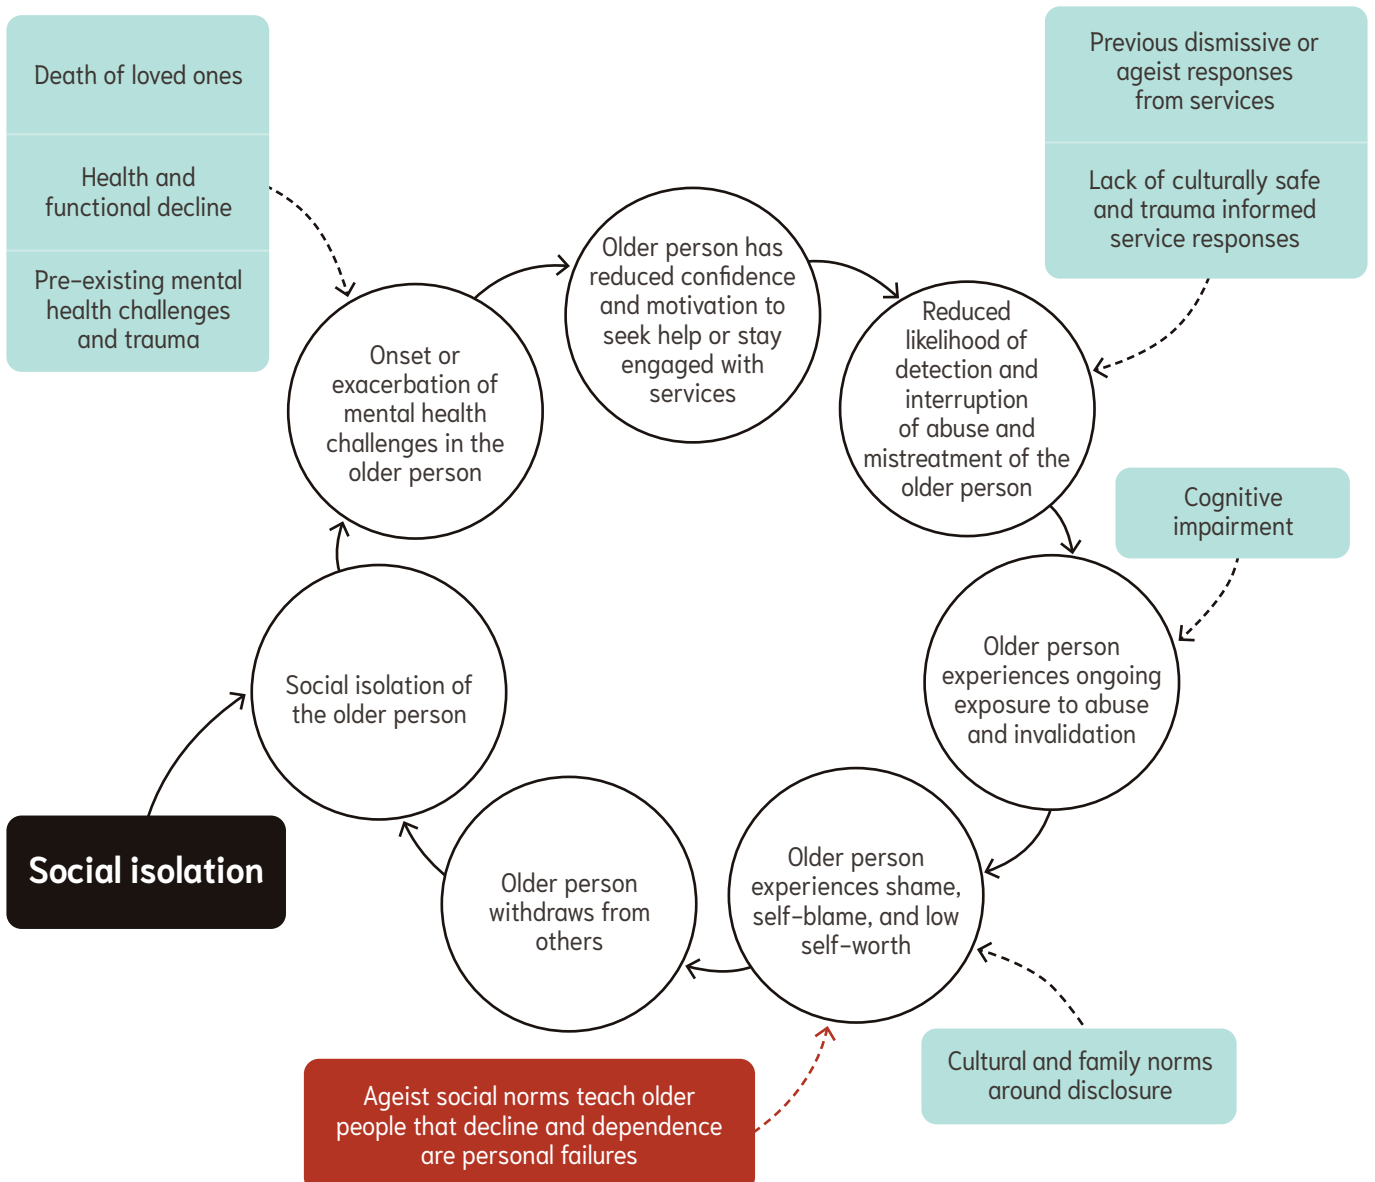 Death of loved ones
Health and
functional decline
Pre-existing mental
health challenges
and trauma
Previous dismissive or
ageist responses
from services
Lack of culturally safe
and trauma informed
service responses
Older person has
reduced confidence
and motivation to
seek help or stay
engaged with
services
Onset or
exacerbation of
mental health
challenges in the
older person
Reduced
likelihood of
detection and
interruption
of abuse and
mistreatment of the
older person
Cognitive
impairment
Older person
experiences ongoing
exposure to abuse
and invalidation
Social isolation of
the older person
Social isolation
Older person
experiences shame,
self-blame, and low
self-worth
Older person
withdraws from
others
Cultural and family norms
around disclosure
Ageist social norms teach older
people that decline and dependence
are personal failures